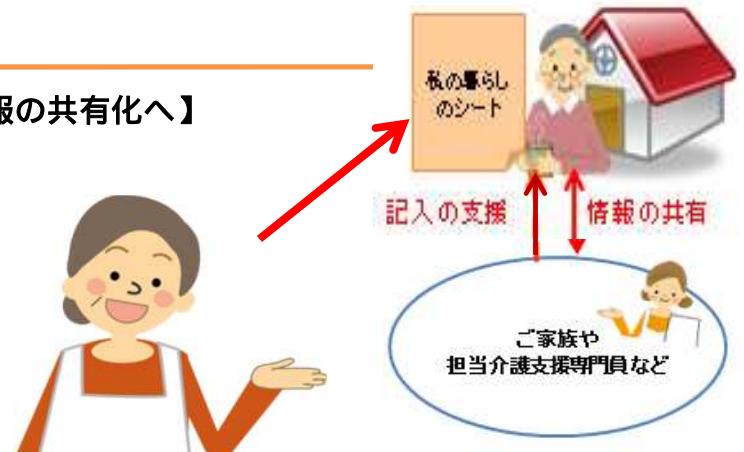 報の共有化へ】
私の暮らし
のシート
記入の支援
情報の共有
ご家族や
担当介護支援専門員など